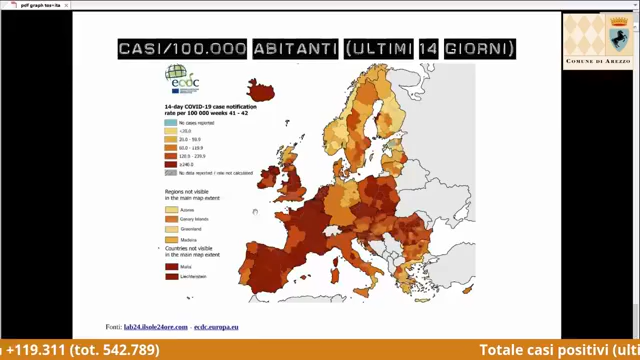 pdf graph tos+ita
CASI/100.000 ABITANTI (ULTIMI 14 GIORNI)
COMUNE DI AREZZO
ecdc
14-day COVID-19 case notification
rate per 100 000 weeks 41 - 42
No cases reported
<20.0
20.0 - 59.9
60.0 - 119.9
120.0 - 239.9
≥240.0
No data reported / rate not calculated
Regions not visible
in the main map extent
Azores
Canary Islands
Greenland
Madeira
Countries not visible
in the main map extent
Malta
Liechtenstein
Fonti: lab24.ilsole24ore.com - ecdc.europa.eu
+119.311 (tot. 542.789)
Totale casi positivi (ulti